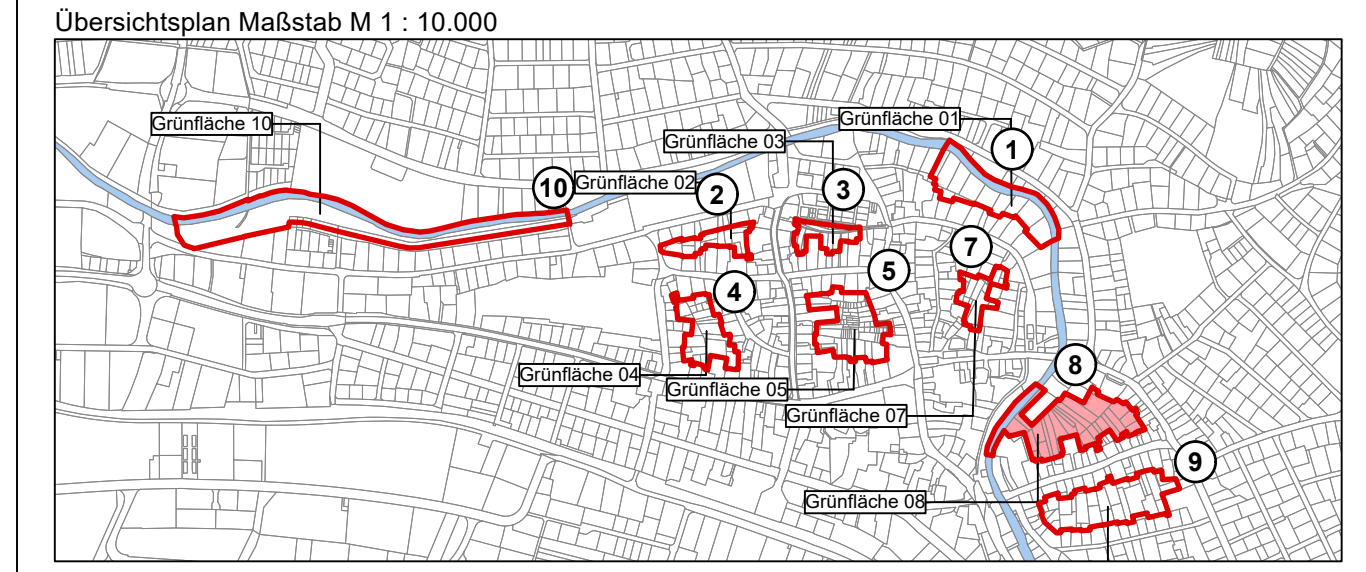 Übersichtsplan Maßstab M 1 : 10.000
Grünfläche 10
Grünfläche 01
Grünfläche 03
1
10
Grünfläche 02
2
3
7
5
4
Grünfläche 04
Grünfläche 05
8
Grünfläche 07
9
Grünfläche 08